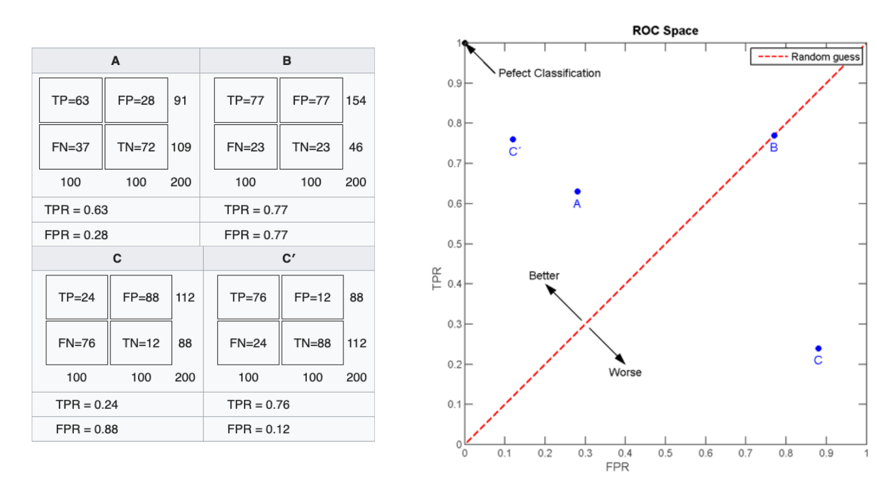 A
B
TP=63 FP=28 91
FN=37 TN=72 109
100 100 200
TP=77 FP=77 154
FN=23 TN=23 46
100 100 200
TPR = 0.63
TPR = 0.77
FPR = 0.28
FPR = 0.77
C
C′
TP=24 FP=88 112
FN=76 TN=12 88
100 100 200
TP=76 FP=12 88
FN=24 TN=88 112
100 100 200
TPR = 0.24
TPR = 0.76
FPR = 0.88
FPR = 0.12
ROC Space
Random guess
Pefect Classification
C´
A
B
Better
Worse
C
TPR
1
0.9
0.8
0.7
0.6
0.5
0.4
0.3
0.2
0.1
0
0 0.1 0.2 0.3 0.4 0.5 0.6 0.7 0.8 0.9 1
FPR